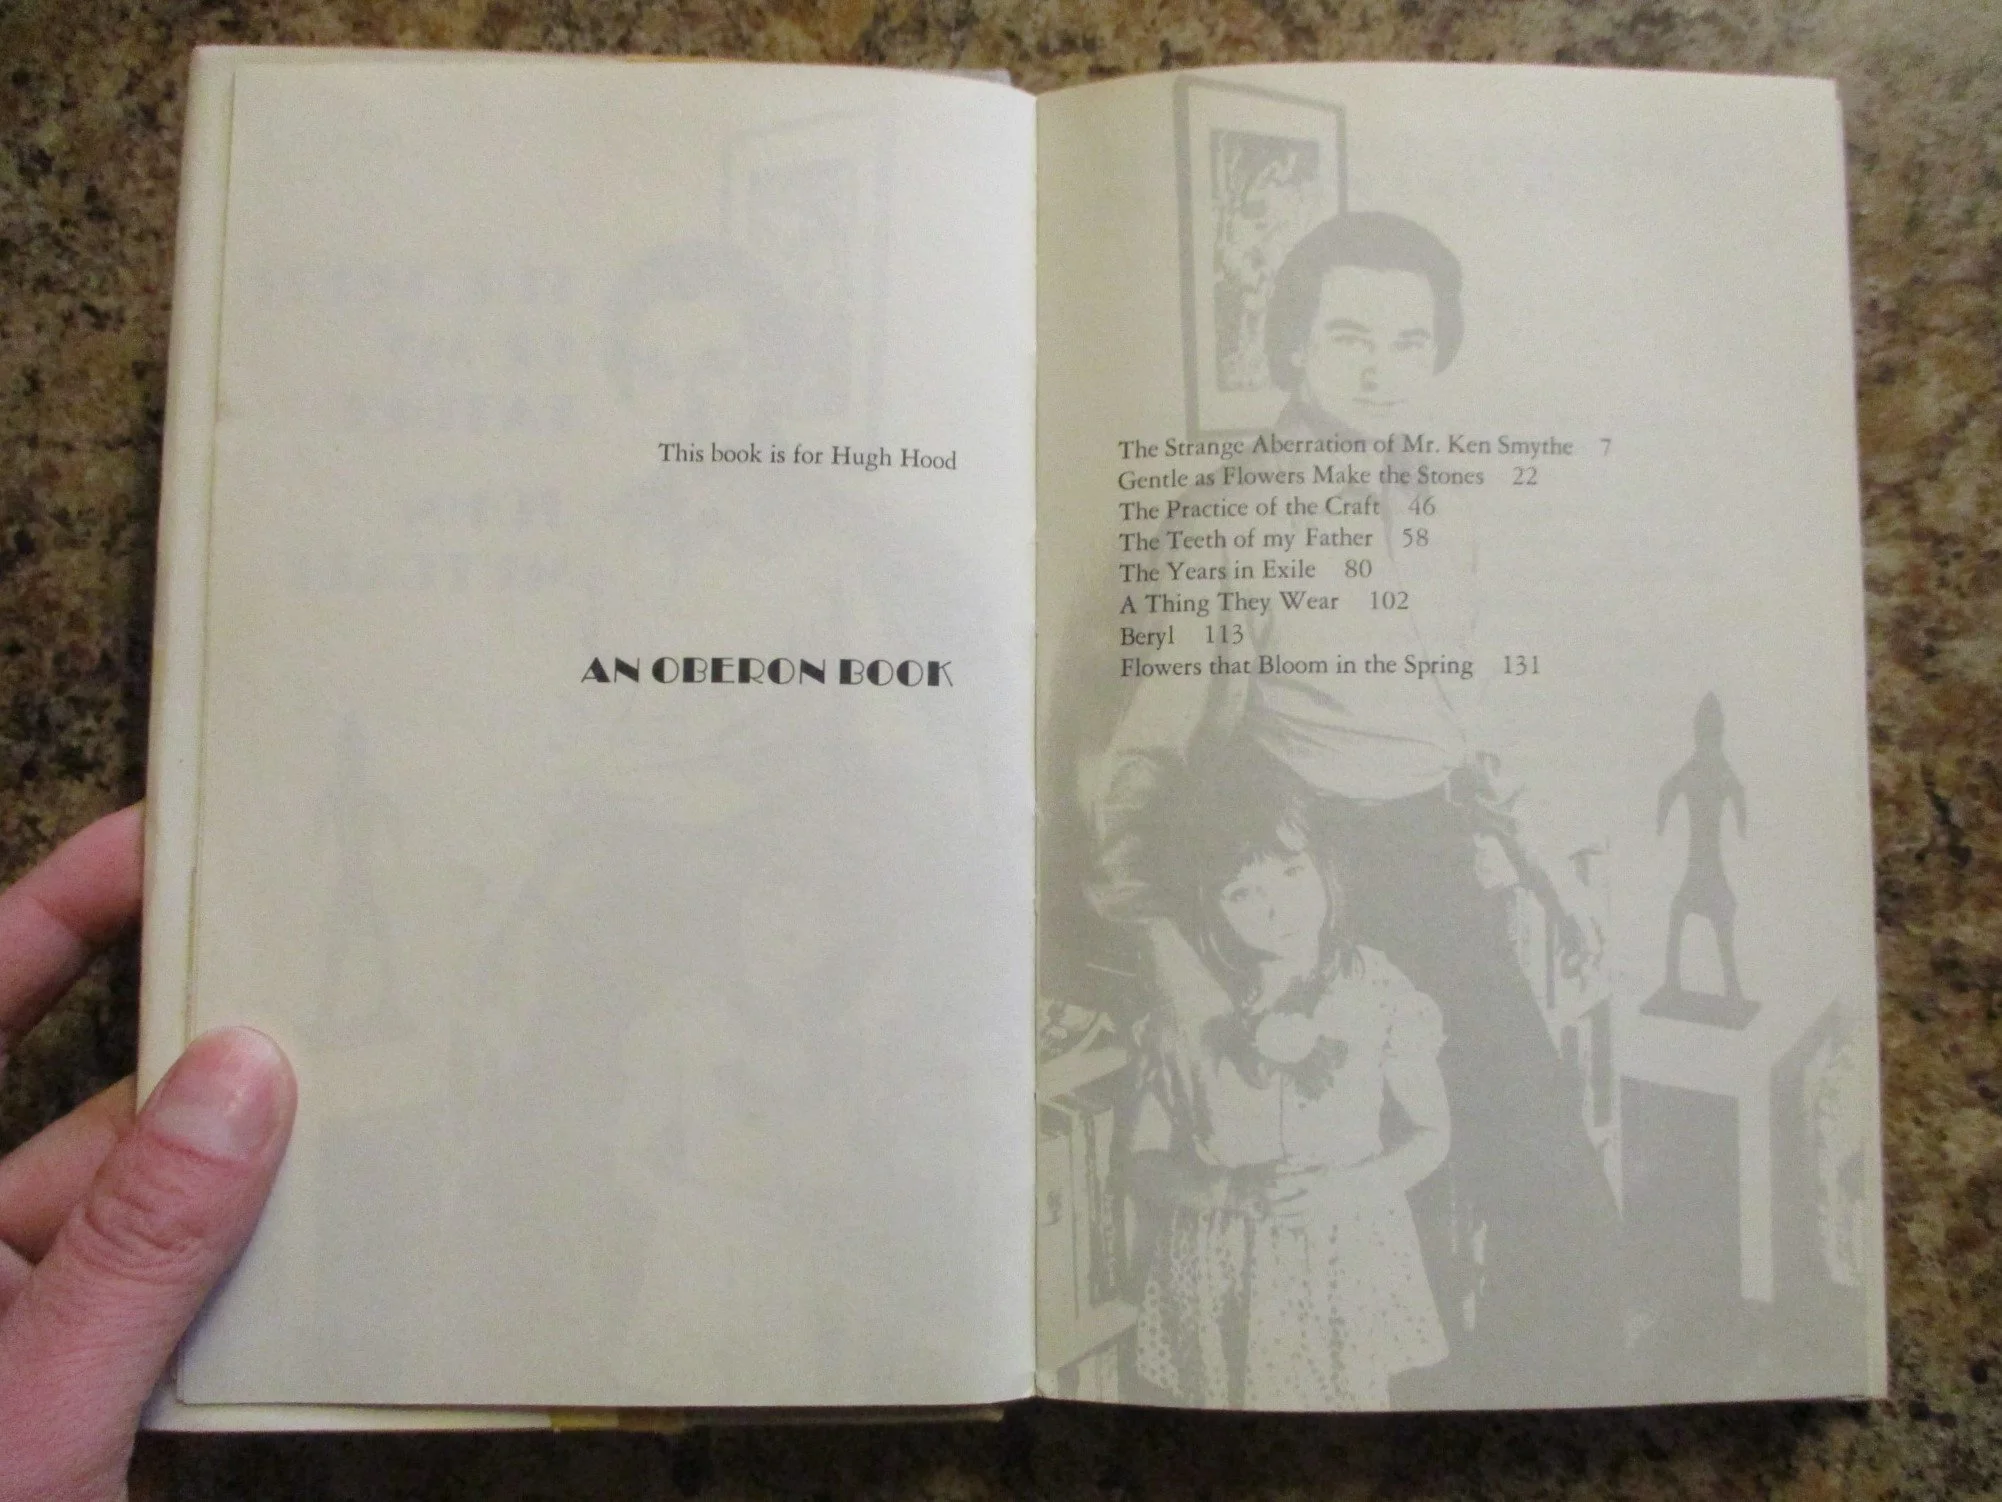 This book is for Hugh Hood
AN OBERON BOOK
The Strange Aberration of Mr. Ken Smythe 7
Gentle as Flowers Make the Stones 22
The Practice of the Craft 46
The Teeth of my Father 58
The Years in Exile 80
A Thing They Wear 102
Beryl 113
Flowers that Bloom in the Spring 131